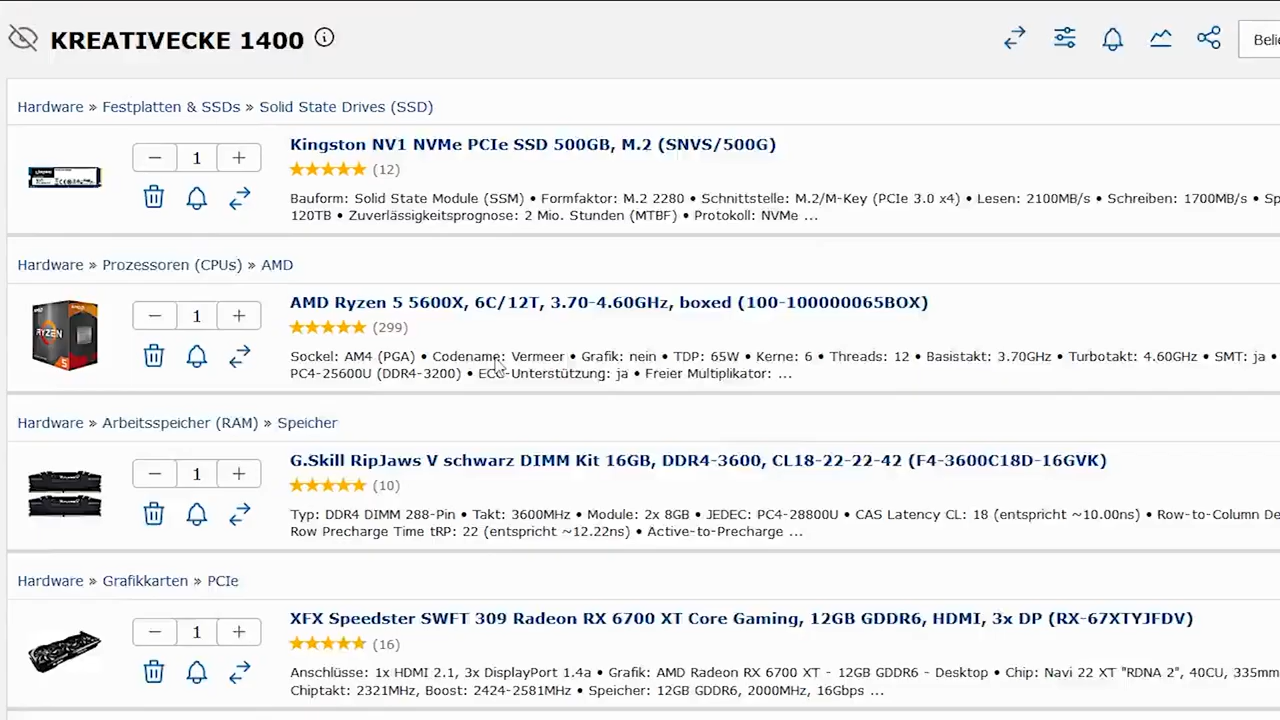 KREATIVECKE 1400
Belie
Hardware » Festplatten & SSDs » Solid State Drives (SSD)
Kingston NV1 NVMe PCIe SSD 500GB, M.2 (SNVS/500G)
1
(12)
Bauform: Solid State Module (SSM) • Formfaktor: M.2 2280 • Schnittstelle: M.2/M-Key (PCIe 3.0 x4) • Lesen: 2100MB/s • Schreiben: 1700MB/s • Sp
120TB • Zuverlässigkeitsprognose: 2 Mio. Stunden (MTBF) • Protokoll: NVMe ...
Hardware » Prozessoren (CPUs) » AMD
AMD Ryzen 5 5600X, 6C/12T, 3.70-4.60GHz, boxed (100-100000065BOX)
RYZEN
1
(299)
Sockel: AM4 (PGA) • Codename: Vermeer • Grafik: nein • TDP: 65W • Kerne: 6 • Threads: 12 • Basistakt: 3.70GHz • Turbotakt: 4.60GHz • SMT: ja •
PC4-25600U (DDR4-3200) • ECC-Unterstützung: ja • Freier Multiplikator: ...
Hardware » Arbeitsspeicher (RAM) » Speicher
G.Skill RipJaws V schwarz DIMM Kit 16GB, DDR4-3600, CL18-22-22-42 (F4-3600C18D-16GVK)
1
(10)
Typ: DDR4 DIMM 288-Pin • Takt: 3600MHz • Module: 2x 8GB • JEDEC: PC4-28800U • CAS Latency CL: 18 (entspricht ~10.00ns) • Row-to-Column De
Row Precharge Time tRP: 22 (entspricht ~12.22ns) • Active-to-Precharge ...
Hardware » Grafikkarten » PCIe
XFX Speedster SWFT 309 Radeon RX 6700 XT Core Gaming, 12GB GDDR6, HDMI, 3x DP (RX-67XTYJFDV)
1
(16)
Anschlüsse: 1x HDMI 2.1, 3x DisplayPort 1.4a • Grafik: AMD Radeon RX 6700 XT - 12GB GDDR6 - Desktop • Chip: Navi 22 XT "RDNA 2", 40CU, 335mm
Chiptakt: 2321MHz, Boost: 2424-2581MHz • Speicher: 12GB GDDR6, 2000MHz, 16Gbps ...